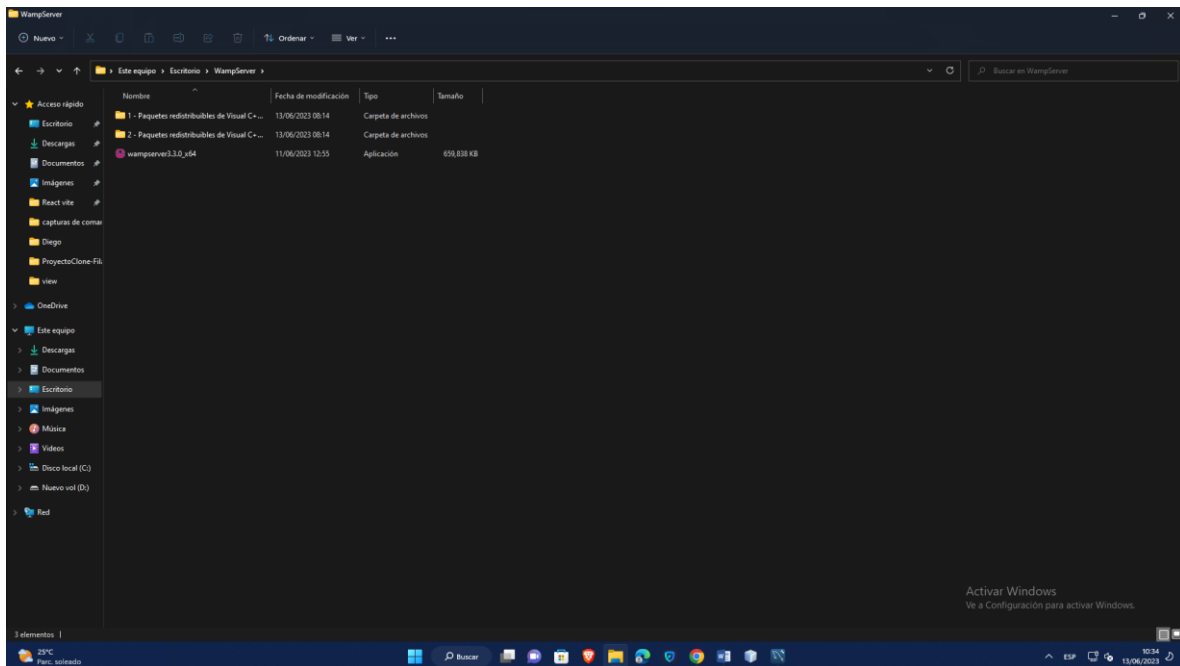 WampServer
Nuevo
Ordenar
Ver
Este equipo > Escritorio > WampServer >
Buscar en WampServer
Nombre Fecha de modificación Tipo Tamaño
1 - Paquetes redistribuibles de Visual C+... 13/06/2023 08:14 Carpeta de archivos
2 - Paquetes redistribuibles de Visual C+... 13/06/2023 08:14 Carpeta de archivos
wampserver3.3.0_x64 11/06/2023 12:55 Aplicación 659,838 KB
Acceso rápido
Escritorio
Descargas
Documentos
Imágenes
React vite
capturas de comar
Diego
ProyectoClone-Fila
view
OneDrive
Este equipo
Descargas
Documentos
Escritorio
Imágenes
Música
Videos
Disco local (C:)
Nuevo vol (D:)
Red
Activar Windows
Ve a Configuración para activar Windows.
3 elementos
25°C
Parc. soleado
Buscar
ESP
10:34
13/06/2023